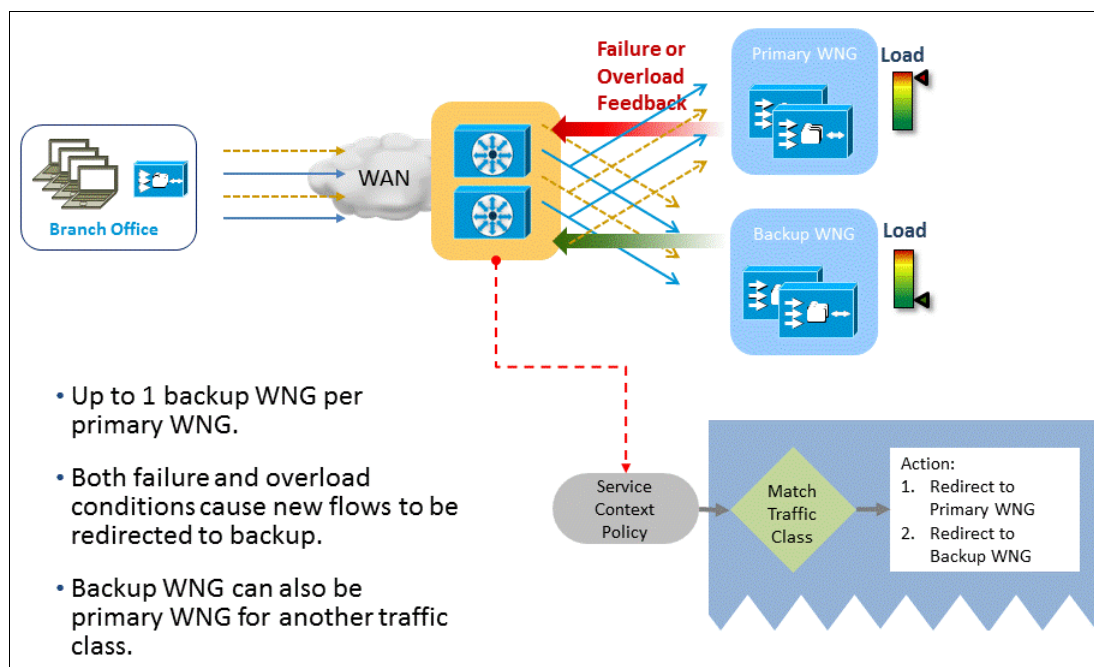 Failure or
Overload
Feedback
Primary WNG
Load
WAN
Branch Office
Backup WNG
Load
• Up to 1 backup WNG per
primary WNG.
• Both failure and overload
conditions cause new flows to be
redirected to backup.
• Backup WNG can also be
primary WNG for another traffic
class.
Service
Context
Policy
Match
Traffic
Class
Action:
1. Redirect to
Primary WNG
2. Redirect to
Backup WNG